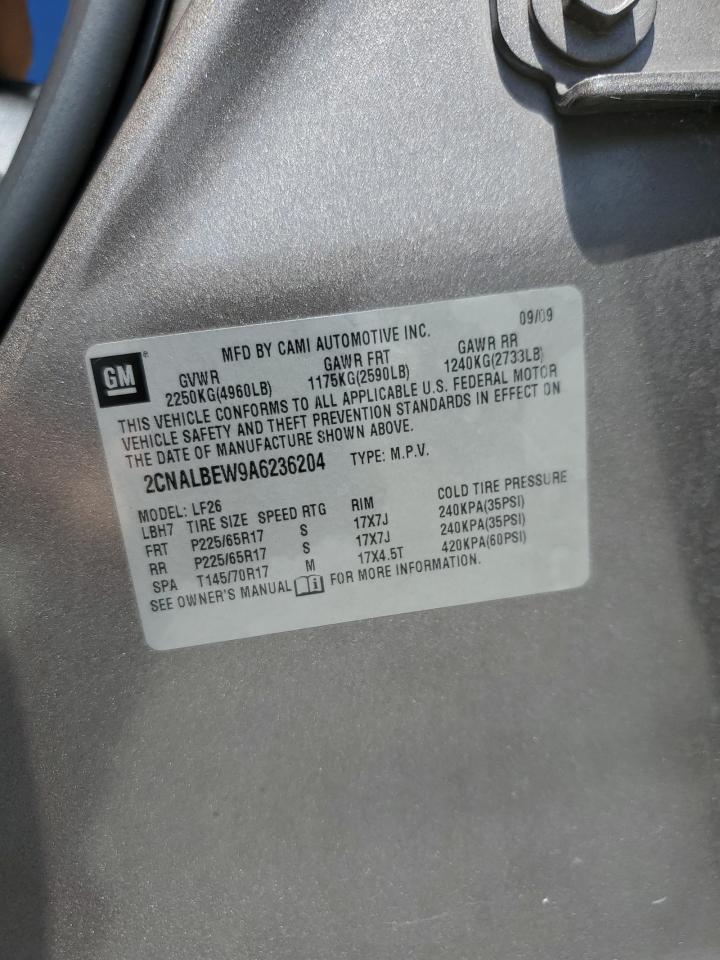 09/09
MFD BY CAMI AUTOMOTIVE INC.
GM®
GVWR GAWR FRT GAWR RR
2250KG(4960LB) 1175KG(2590LB) 1240KG(2733LB)
THIS VEHICLE CONFORMS TO ALL APPLICABLE U.S. FEDERAL MOTOR
VEHICLE SAFETY AND THEFT PREVENTION STANDARDS IN EFFECT ON
THE DATE OF MANUFACTURE SHOWN ABOVE.
2CNALBEW9A6236204 TYPE: M.P.V.
MODEL: LF26
LBH7 TIRE SIZE SPEED RTG RIM COLD TIRE PRESSURE
FRT P225/65R17 S 17X7J 240KPA(35PSI)
RR P225/65R17 S 17X7J 240KPA(35PSI)
SPA T145/70R17 M 17X4.5T 420KPA(60PSI)
SEE OWNER'S MANUAL i FOR MORE INFORMATION.